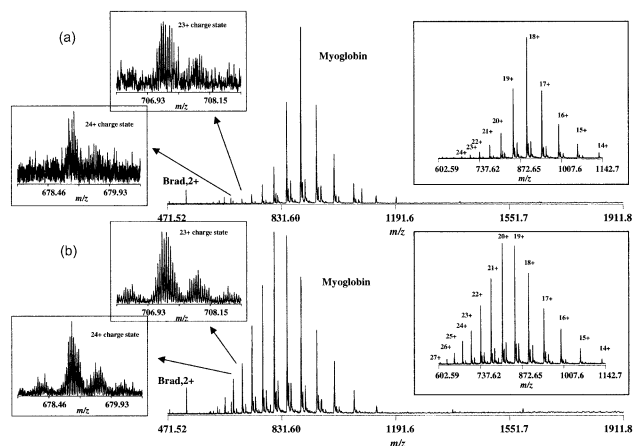 (a)
23+ charge state
706.93 708.15
m/z
24+ charge state
678.46 679.93
m/z
Brad,2+
Myoglobin
18+
19+
17+
20+
16+
21+
22+
15+
23+
24+
14+
602.59 737.62 872.65 1007.6 1142.7
m/z
471.52 831.60 1191.6 1551.7 1911.8
m/z
(b)
23+ charge state
706.93 708.15
m/z
24+ charge state
678.46 679.93
m/z
Brad,2+
Myoglobin
20+ 19+
18+
21+
22+
17+
23+
16+
24+
25+
15+
26+
14+
27+
602.59 737.62 872.65 1007.6 1142.7
m/z
471.52 831.60 1191.6 1551.7 1911.8
m/z